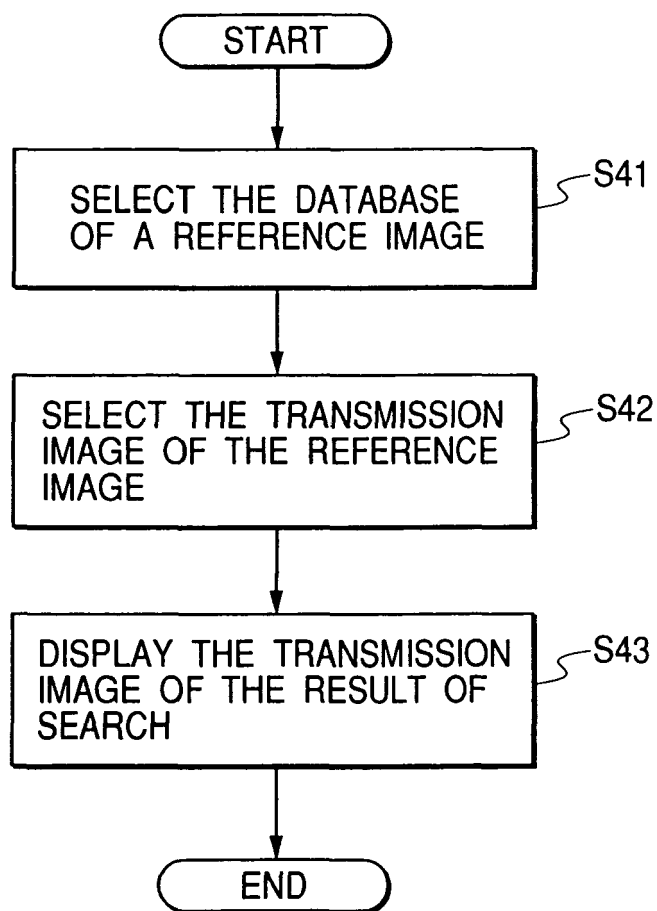 START
SELECT THE DATABASE
OF A REFERENCE IMAGE
S41
SELECT THE TRANSMISSION
IMAGE OF THE REFERENCE
IMAGE
S42
DISPLAY THE TRANSMISSION
IMAGE OF THE RESULT OF
SEARCH
S43
END